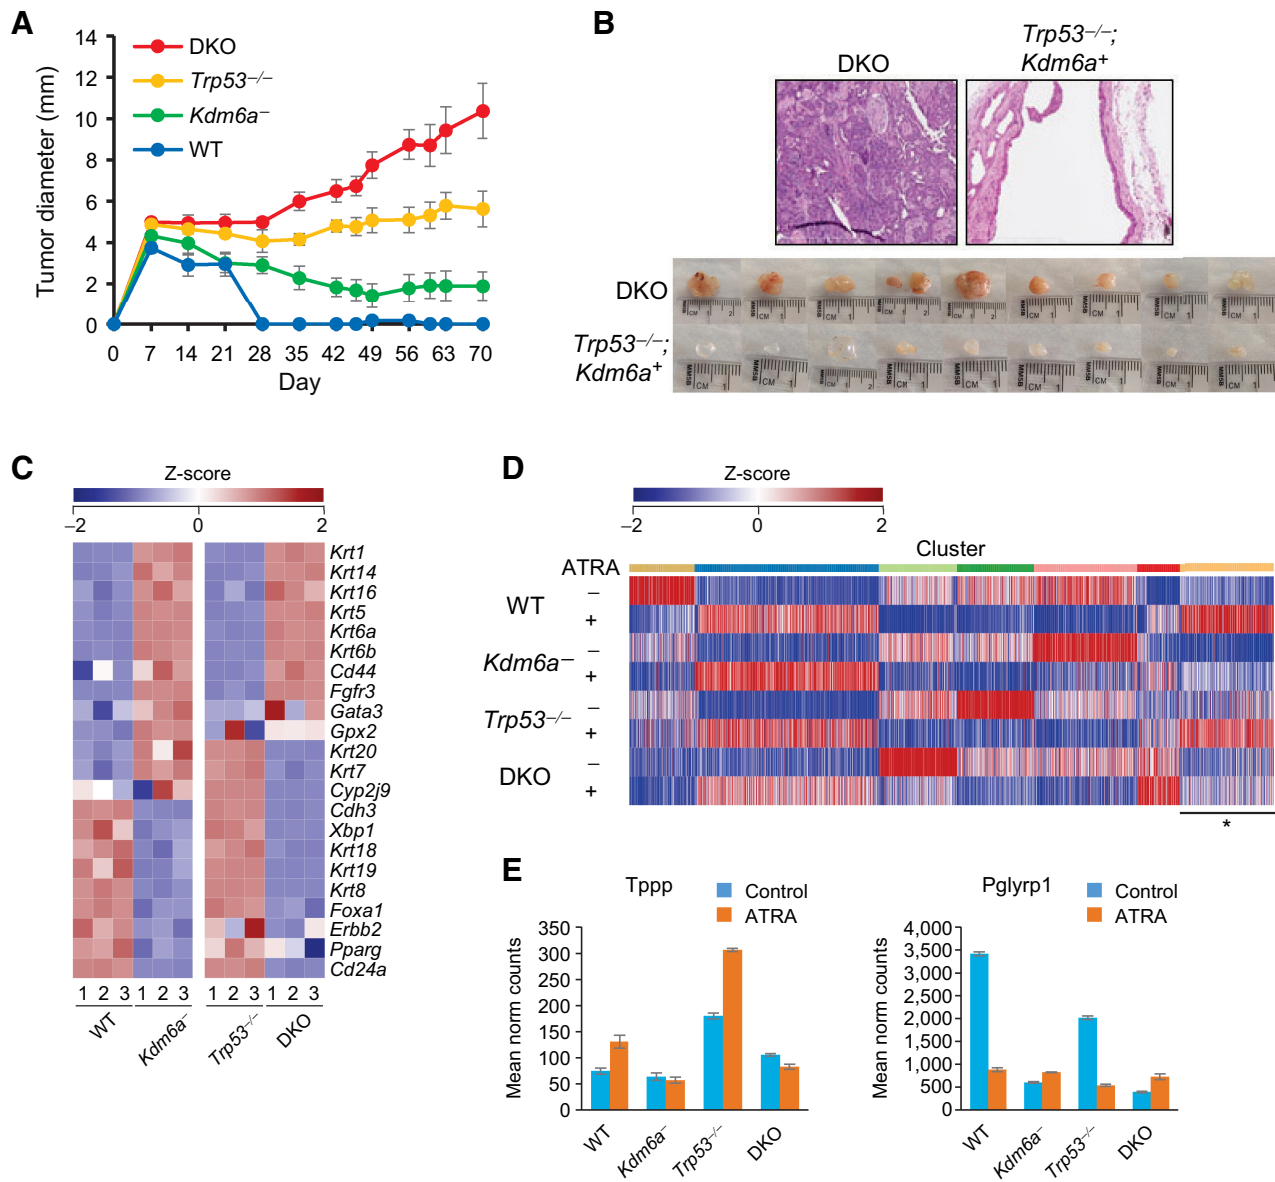 A
14
12
10
8
6
4
2
0
Tumor diameter (mm)
DKO
Trp53–/–
Kdm6a–
WT
0 7 14 21 28 35 42 49 56 63 70
Day
B
DKO
Trp53–/–;
Kdm6a+
DKO
Trp53–/–;
Kdm6a+
C
Z-score
–2 0 2
Krt1
Krt14
Krt16
Krt5
Krt6a
Krt6b
Cd44
Fgfr3
Gata3
Gpx2
Krt20
Krt7
Cyp2j9
Cdh3
Xbp1
Krt18
Krt19
Krt8
Foxa1
Erbb2
Pparg
Cd24a
1 2 3 1 2 3 1 2 3 1 2 3
WT Kdm6a– Trp53–/– DKO
D
Z-score
–2 0 2
Cluster
ATRA
WT – +
Kdm6a– – +
Trp53–/– – +
DKO – +
*
E
Tppp
Control
ATRA
Mean norm counts
350
300
250
200
150
100
50
0
WT Kdm6a– Trp53–/– DKO
Pglyrp1
Control
ATRA
Mean norm counts
4,000
3,500
3,000
2,500
2,000
1,500
1,000
500
0
WT Kdm6a– Trp53–/– DKO